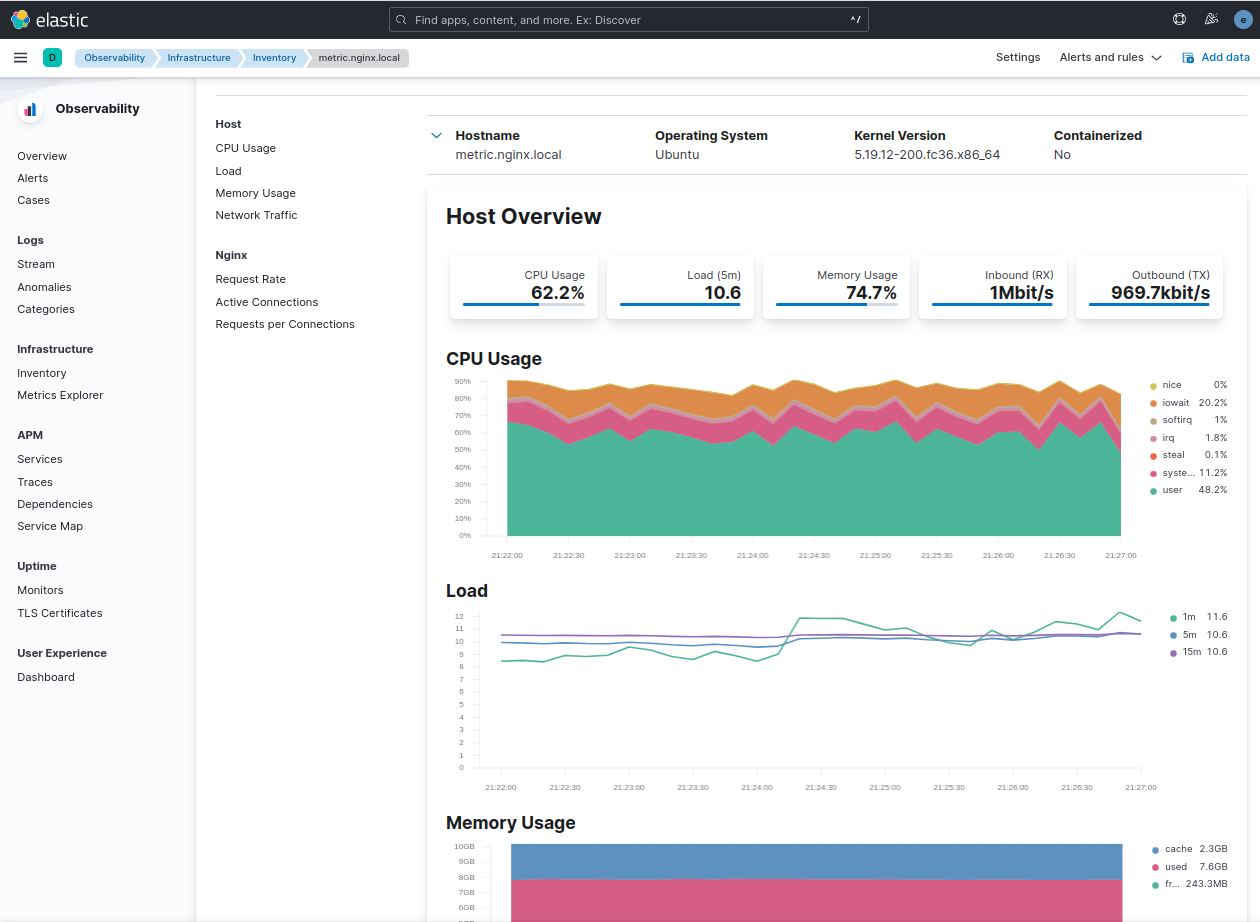 elastic
Find apps, content, and more. Ex: Discover
^/
e
D
Observability
Infrastructure
Inventory
metric.nginx.local
Settings
Alerts and rules
Add data
Observability
Overview
Alerts
Cases
Logs
Stream
Anomalies
Categories
Infrastructure
Inventory
Metrics Explorer
APM
Services
Traces
Dependencies
Service Map
Uptime
Monitors
TLS Certificates
User Experience
Dashboard
Host
CPU Usage
Load
Memory Usage
Network Traffic
Nginx
Request Rate
Active Connections
Requests per Connections
Hostname
metric.nginx.local
Operating System
Ubuntu
Kernel Version
5.19.12-200.fc36.x86_64
Containerized
No
Host Overview
CPU Usage
62.2%
Load (5m)
10.6
Memory Usage
74.7%
Inbound (RX)
1Mbit/s
Outbound (TX)
969.7kbit/s
CPU Usage
90%
80%
70%
60%
50%
40%
30%
20%
10%
0%
21:22:00 21:22:30 21:23:00 21:23:30 21:24:00 21:24:30 21:25:00 21:25:30 21:26:00 21:26:30 21:27:00
nice 0%
iowait 20.2%
softirq 1%
irq 1.8%
steal 0.1%
syste... 11.2%
user 48.2%
Load
12
11
10
9
8
7
6
5
4
3
2
1
0
21:22:00 21:22:30 21:23:00 21:23:30 21:24:00 21:24:30 21:25:00 21:25:30 21:26:00 21:26:30 21:27:00
1m 11.6
5m 10.6
15m 10.6
Memory Usage
10GB
9GB
8GB
7GB
6GB
cache 2.3GB
used 7.6GB
fr... 243.3MB